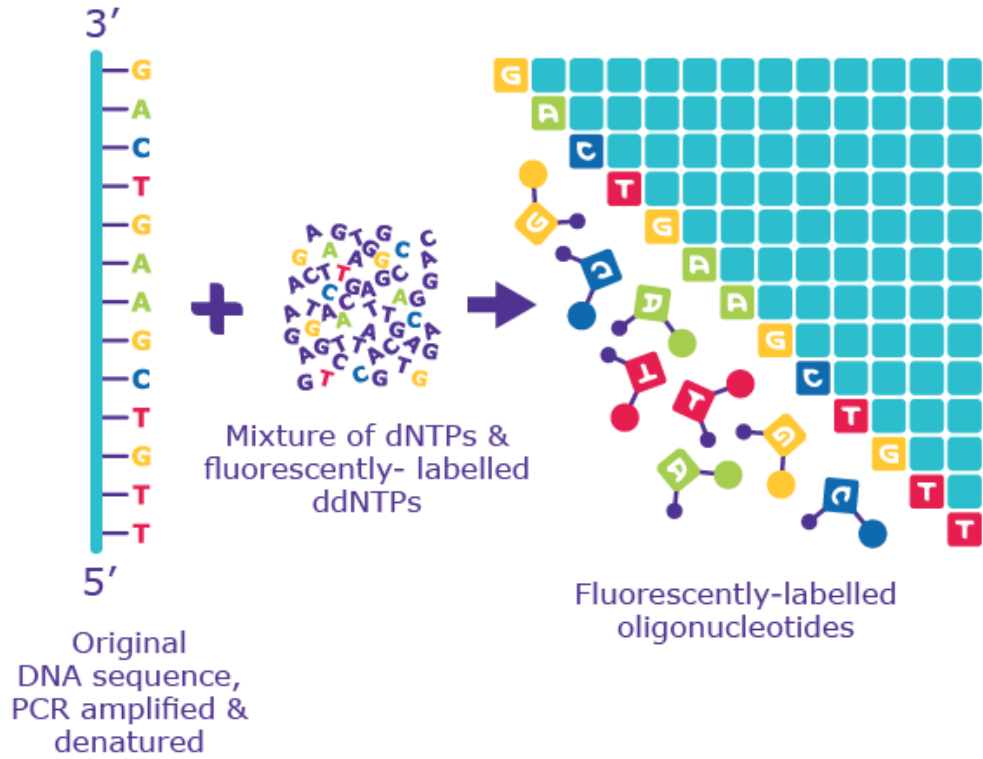 3′
G
A
C
T
G
A
A
G
C
T
G
T
T
5′
Original
DNA sequence,
PCR amplified &
denatured
+
A G T G C
G A G C
A G A
A C T T G C G
C G A A G
A T A C T T C
G G A A G A
A G T T A C A G
C C T
G T C G G
Mixture of dNTPs &
fluorescently- labelled
ddNTPs
G
A
C
T
G
A
A
G
C
T
G
T
T
G
C
A
T
T
G
A
C
Fluorescently-labelled
oligonucleotides